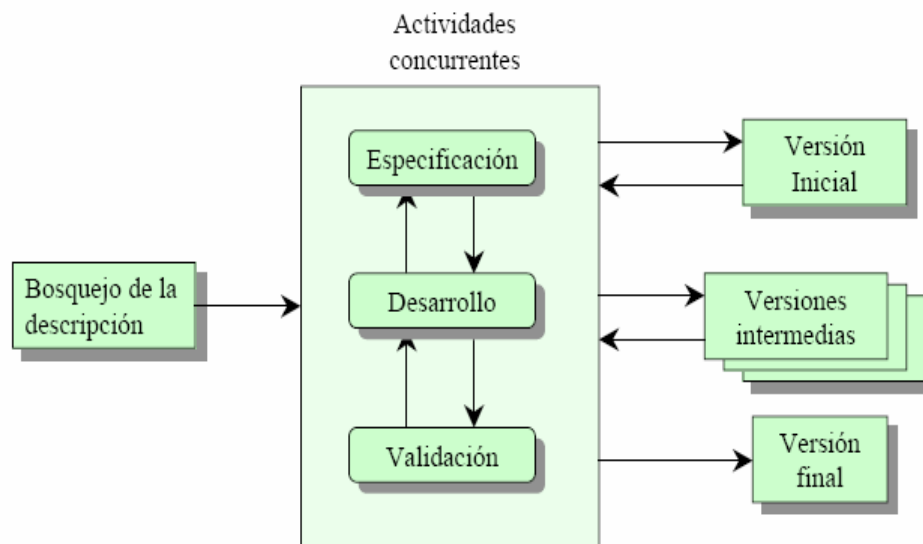 Actividades
concurrentes
Especificación
Versión
Inicial
Bosquejo de la
descripción
Desarrollo
Versiones
intermedias
Validación
Versión
final